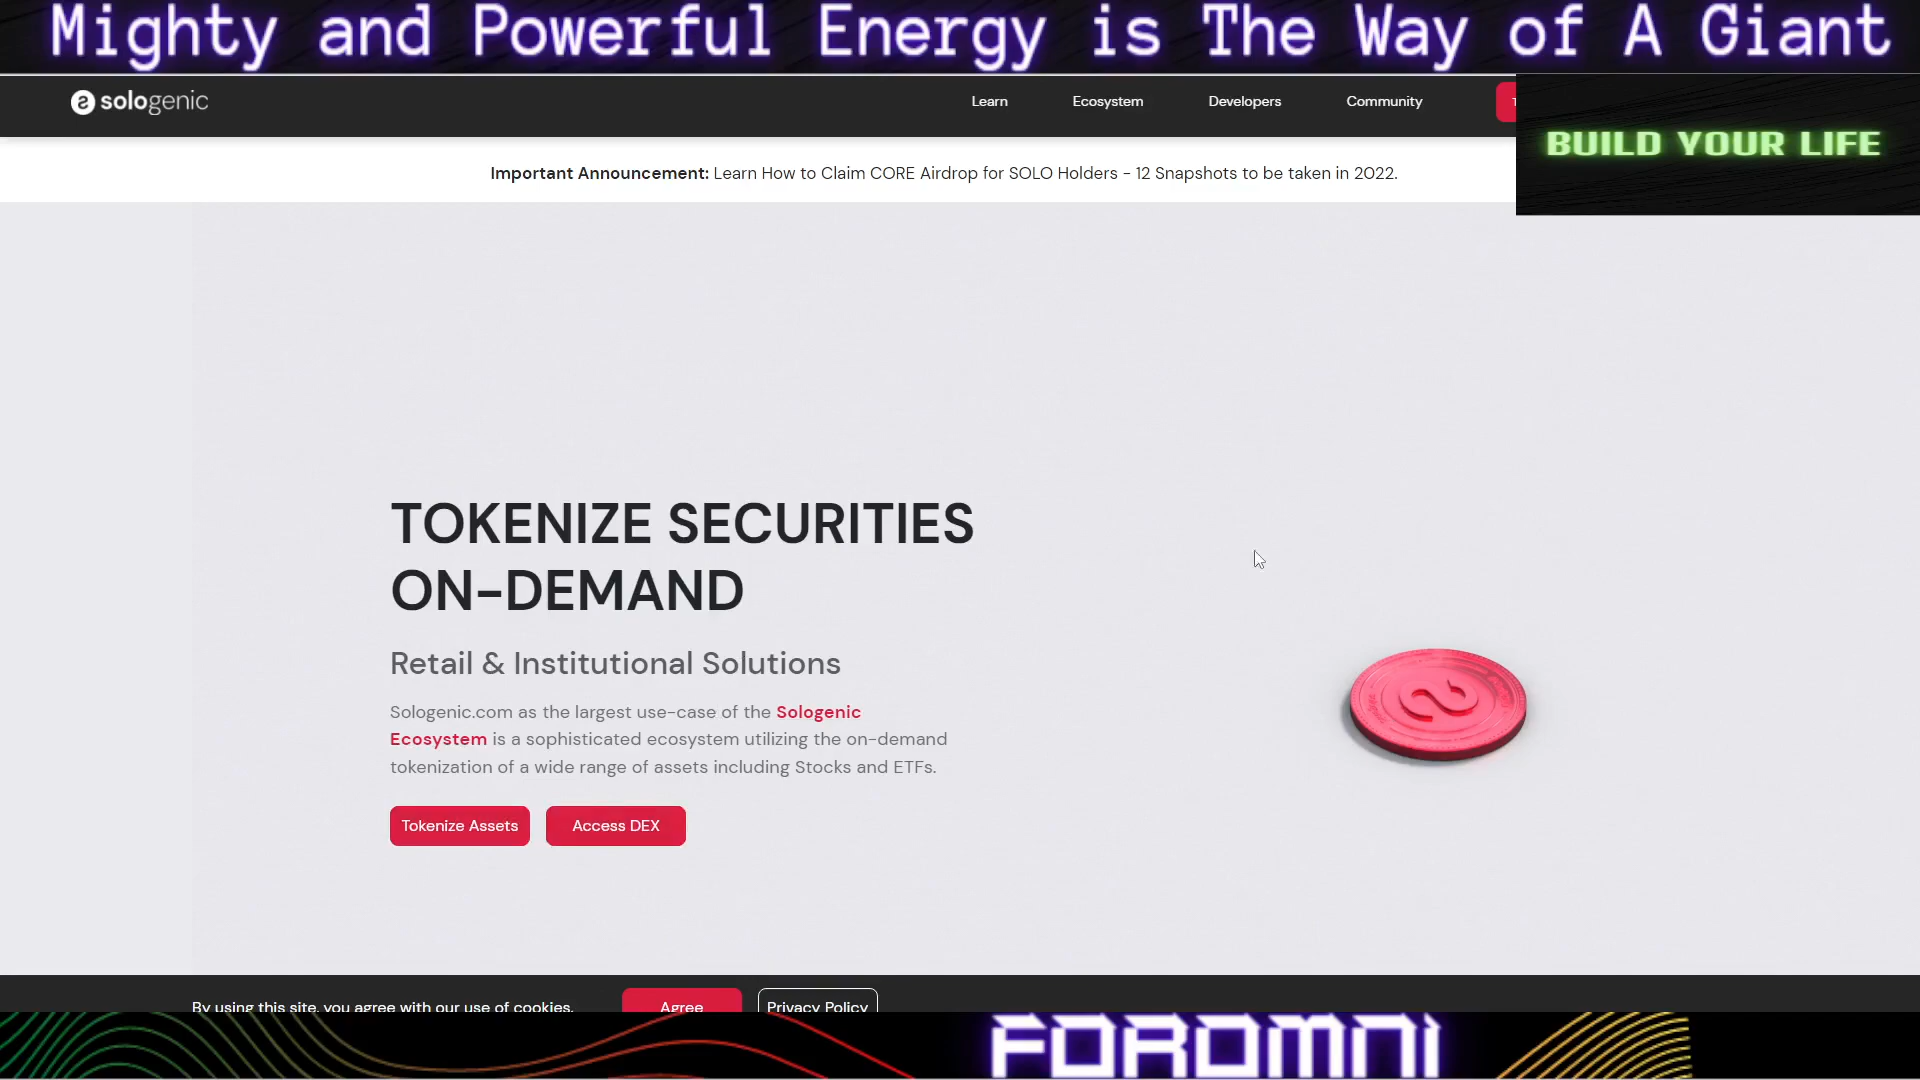 Mighty and Powerful Energy is The Way of A Giant
sologenic
Learn Ecosystem Developers Community
BUILD YOUR LIFE
Important Announcement: Learn How to Claim CORE Airdrop for SOLO Holders - 12 Snapshots to be taken in 2022.
TOKENIZE SECURITIES
ON-DEMAND
Retail & Institutional Solutions
Sologenic.com as the largest use-case of the Sologenic
Ecosystem is a sophisticated ecosystem utilizing the on-demand
tokenization of a wide range of assets including Stocks and ETFs.
Tokenize Assets Access DEX
By using this site, you agree with our use of cookies. Agree Privacy Policy
FOROMNI